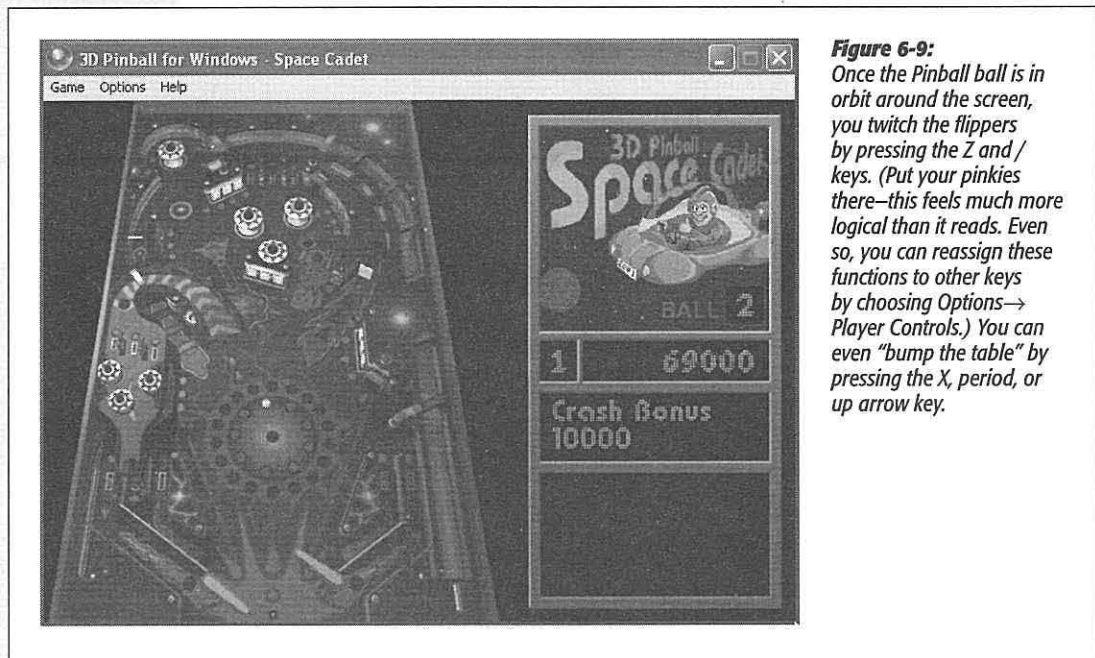 3D Pinball for Windows - Space Cadet
Game Options Help
3D Pinball
Space Cadet
BALL: 2
1 69000
Crash Bonus
10000
Figure 6-9:
Once the Pinball ball is in
orbit around the screen,
you twitch the flippers
by pressing the Z and /
keys. (Put your pinkies
there—this feels much more
logical than it reads. Even
so, you can reassign these
functions to other keys
by choosing Options→
Player Controls.) You can
even "bump the table" by
pressing the X, period, or
up arrow key.